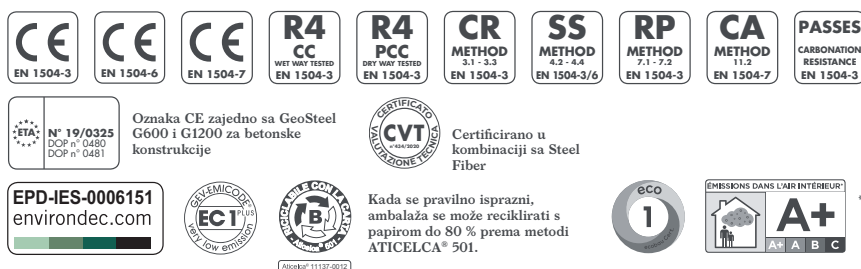 CE
EN 1504-3
CE
EN 1504-6
CE
EN 1504-7
R4
CC
WET WAY TESTED
EN 1504-3
R4
PCC
DRY WAY TESTED
EN 1504-3
CR
METHOD
3.1 - 3.3
EN 1504-3
SS
METHOD
4.2 - 4.4
EN 1504-3/6
RP
METHOD
7.1 - 7.2
EN 1504-3
CA
METHOD
11.2
EN 1504-7
PASSES
CARBONATION
RESISTANCE
EN 1504-3
ETA
N° 19/0325
DOP n° 0480
DOP n° 0481
Oznaka CE zajedno sa GeoSteel
G600 i G1200 za betonske
konstrukcije
CERTIFICATO
CVT
n°434/2020
VALUTAZIONE TECNICA
Certificirano u
kombinaciji sa Steel
Fiber
EPD-IES-0006151
environdec.com
GEV-EMICODE®
EC 1 PLUS
very low emission
RICICLABILE CON LA CARTA
B
Aticelca® 501
Aticelca® 11137-0012
Kada se pravilno isprazni,
ambalaža se može reciklirati s
papirom do 80 % prema metodi
ATICELCA® 501.
eco
1
ÉMISSIONS DANS L'AIR INTÉRIEUR*
A+
A+ A B C